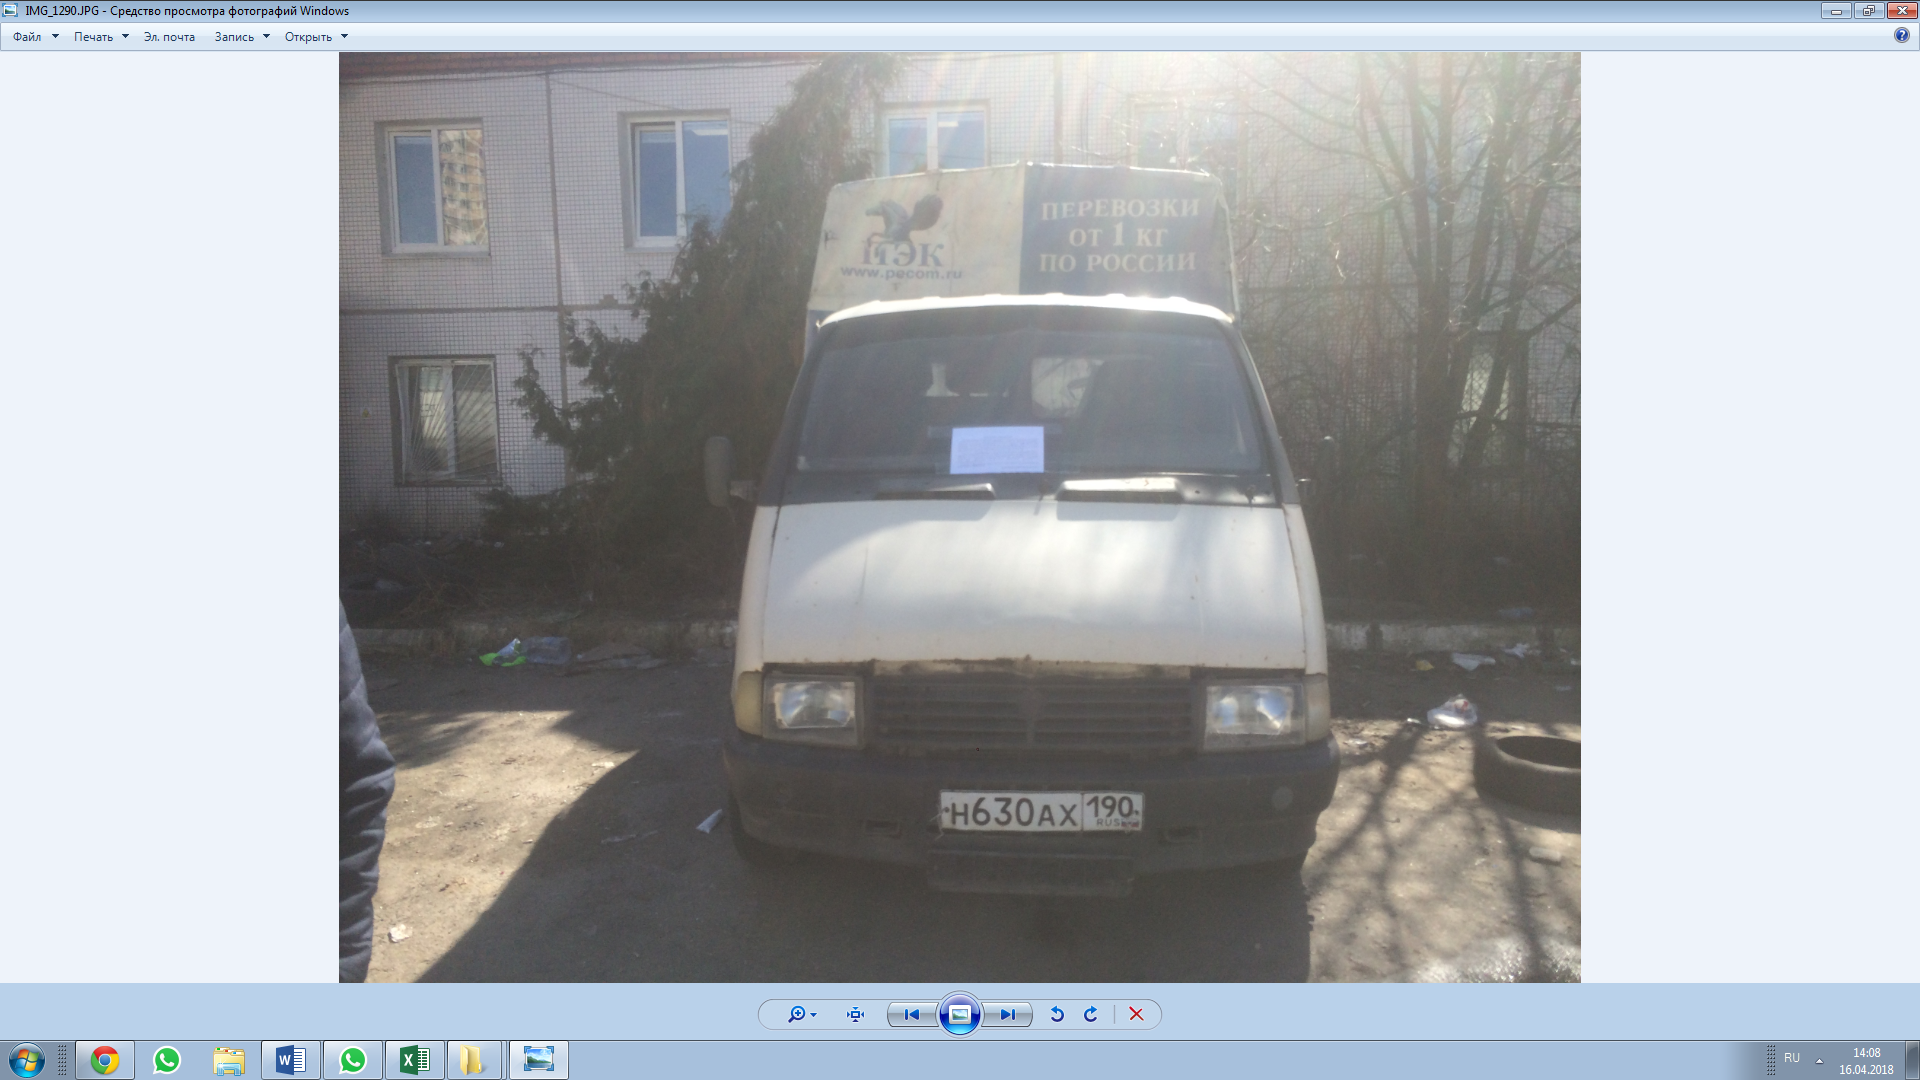 IMG_1290.JPG - Средство просмотра фотографий Windows
Файл Печать Эл. почта Запись Открыть
ПЭК
www.pecom.ru
ПЕРЕВОЗКИ
ОТ 1 КГ
ПО РОССИИ
Н630АХ 190
RUS
RU
14:08
16.04.2018